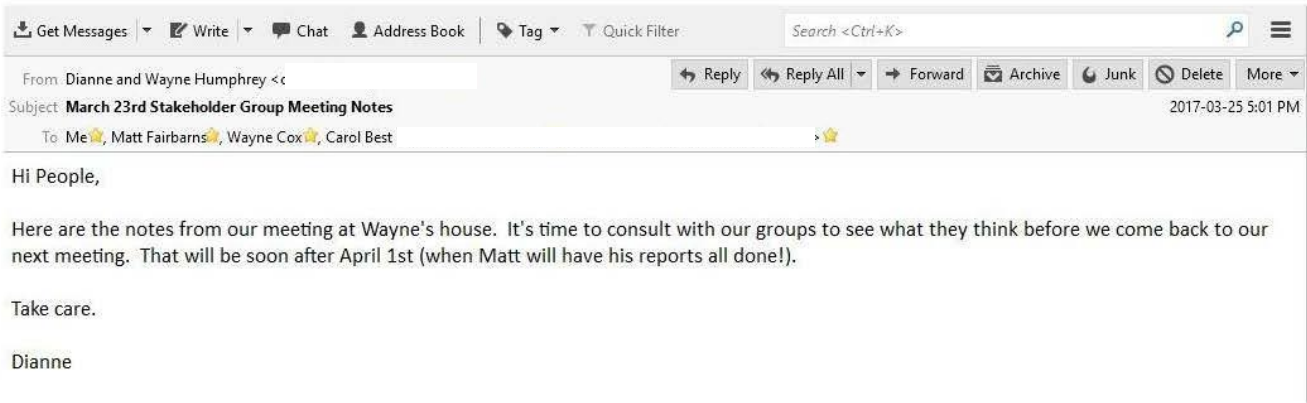 Get Messages Write Chat Address Book Tag Quick Filter Search <Ctrl+K>
From Dianne and Wayne Humphrey <c Reply Reply All Forward Archive Junk Delete More
Subject March 23rd Stakeholder Group Meeting Notes 2017-03-25 5:01 PM
To Me, Matt Fairbarns, Wayne Cox, Carol Best >
Hi People,
Here are the notes from our meeting at Wayne's house. It's time to consult with our groups to see what they think before we come back to our
next meeting. That will be soon after April 1st (when Matt will have his reports all done!).
Take care.
Dianne